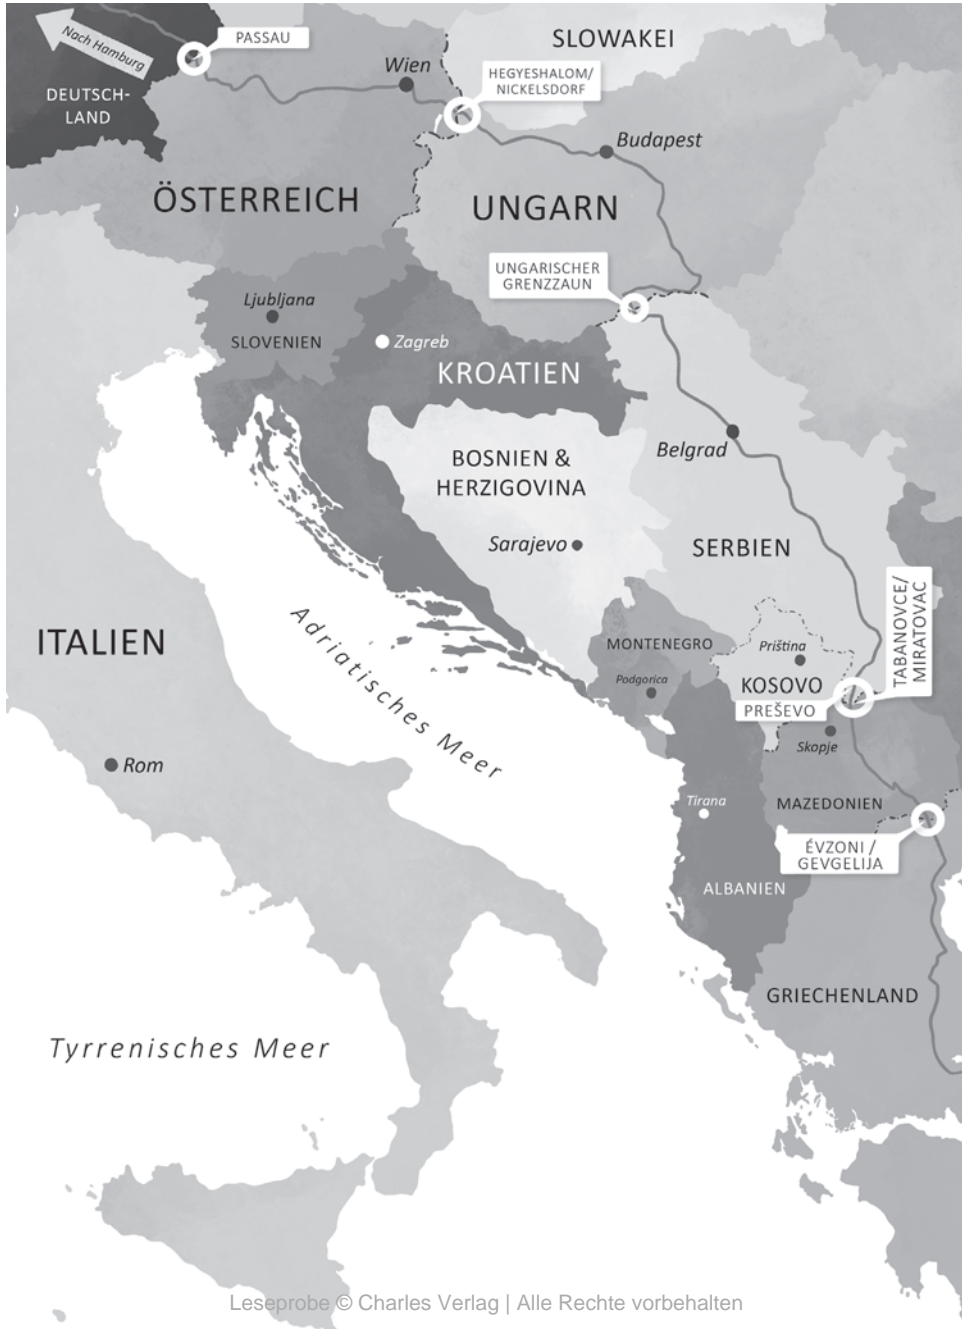 Nach Hamburg
PASSAU
SLOWAKEI
Wien
HEGYESHALOM/
NICKELSDORF
DEUTSCH-
LAND
Budapest
ÖSTERREICH
UNGARN
UNGARISCHER
GRENZZAUN
Ljubljana
SLOVENIEN
Zagreb
KROATIEN
Belgrad
BOSNIEN &
HERZIGOVINA
Sarajevo
SERBIEN
TABANOVCE/
MIRATOVAC
Adriatisches Meer
ITALIEN
MONTENEGRO
Priština
Podgorica
KOSOVO
PREŠEVO
Skopje
Rom
Tirana
MAZEDONIEN
ÉVZONI /
GEVGELIJA
ALBANIEN
GRIECHENLAND
Tyrrenisches Meer
Leseprobe © Charles Verlag | Alle Rechte vorbehalten